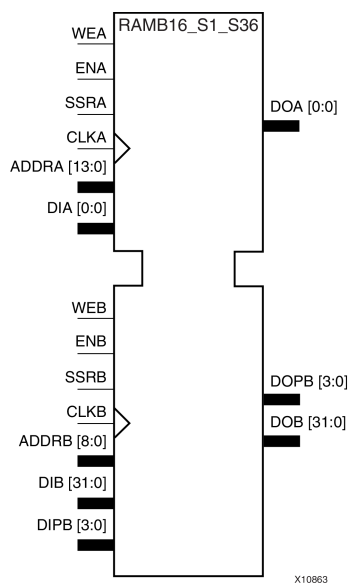 RAMB16_S1_S36
WEA
ENA
SSRA
DOA [0:0]
CLKA
ADDRA [13:0]
DIA [0:0]
WEB
ENB
SSRB
DOPB [3:0]
CLKB
DOB [31:0]
ADDRB [8:0]
DIB [31:0]
DIPB [3:0]
X10863